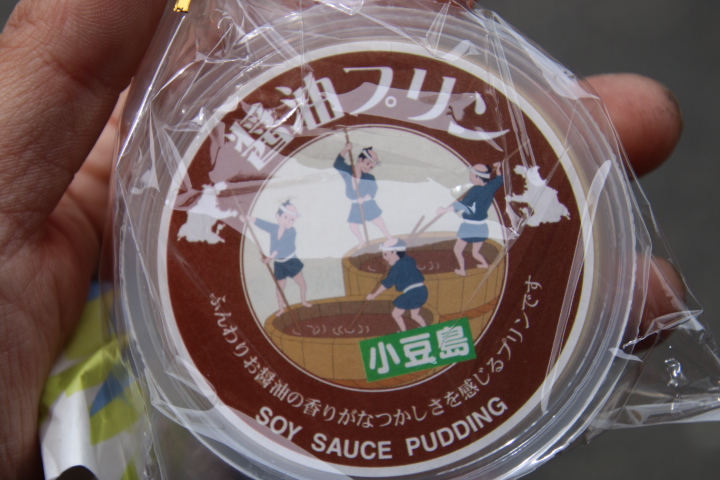 醤油プリン
小豆島
ふんわりお醤油の香りがなつかしさを感じるプリンです
SOY SAUCE PUDDING